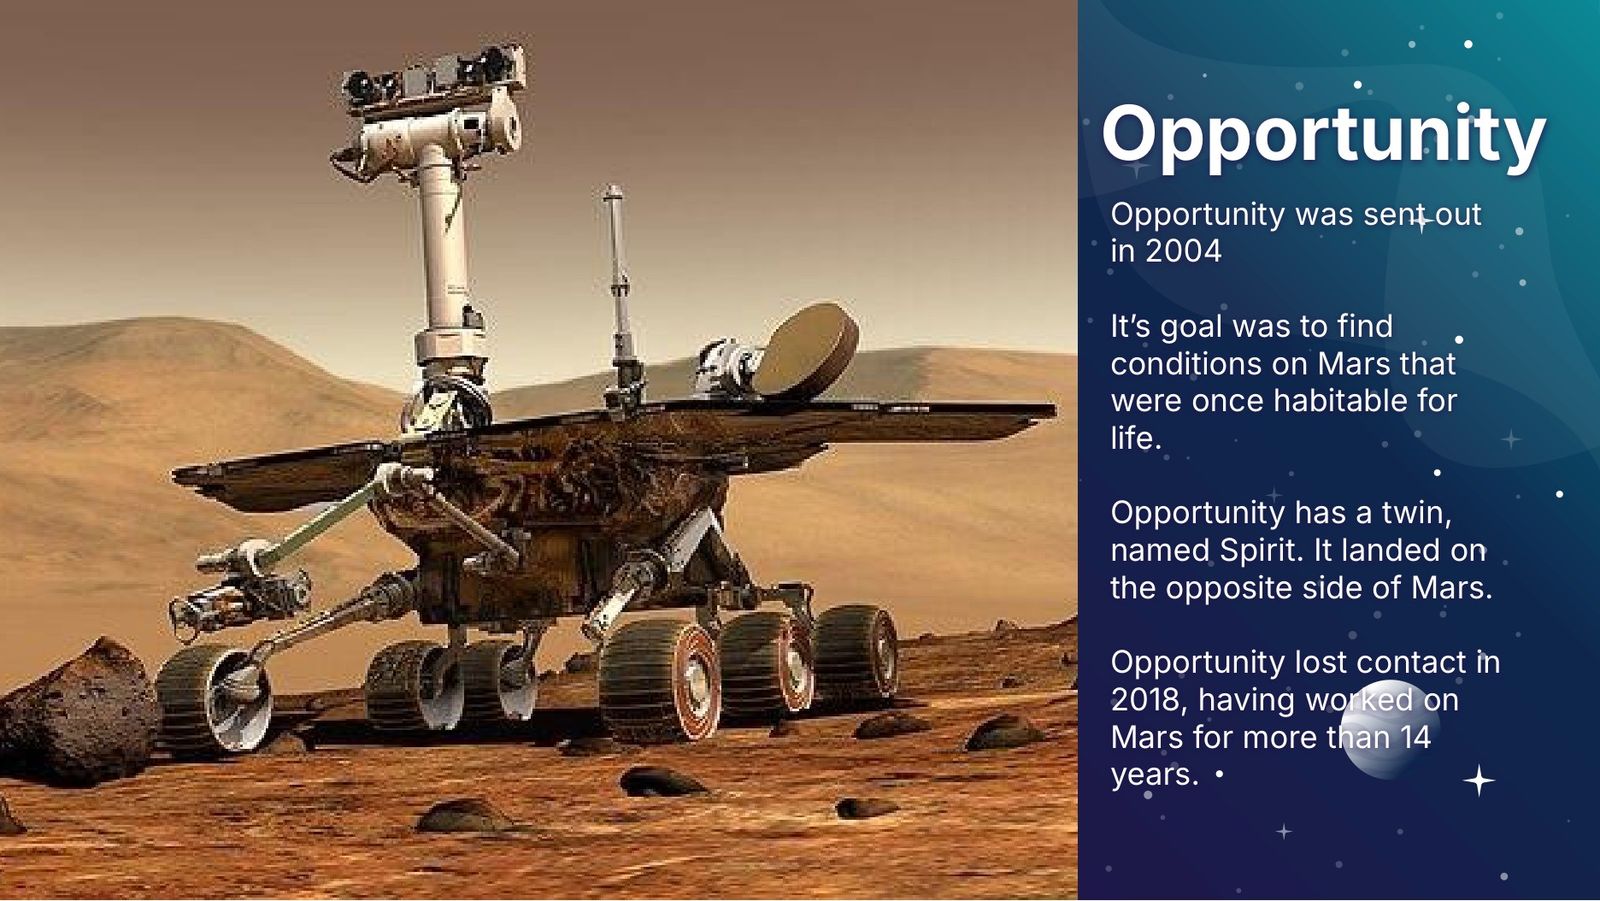 Opportunity
Opportunity was sent out
in 2004
It’s goal was to find
conditions on Mars that
were once habitable for
life.
Opportunity has a twin,
named Spirit. It landed on
the opposite side of Mars.
Opportunity lost contact in
2018, having worked on
Mars for more than 14
years.